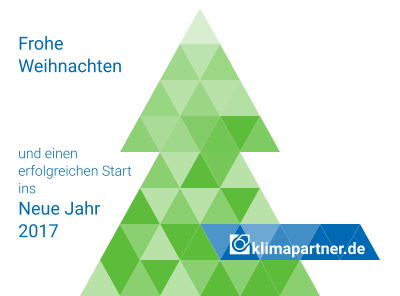 Frohe
Weihnachten
und einen
erfolgreichen Start
ins
Neue Jahr
2017
klimapartner.de